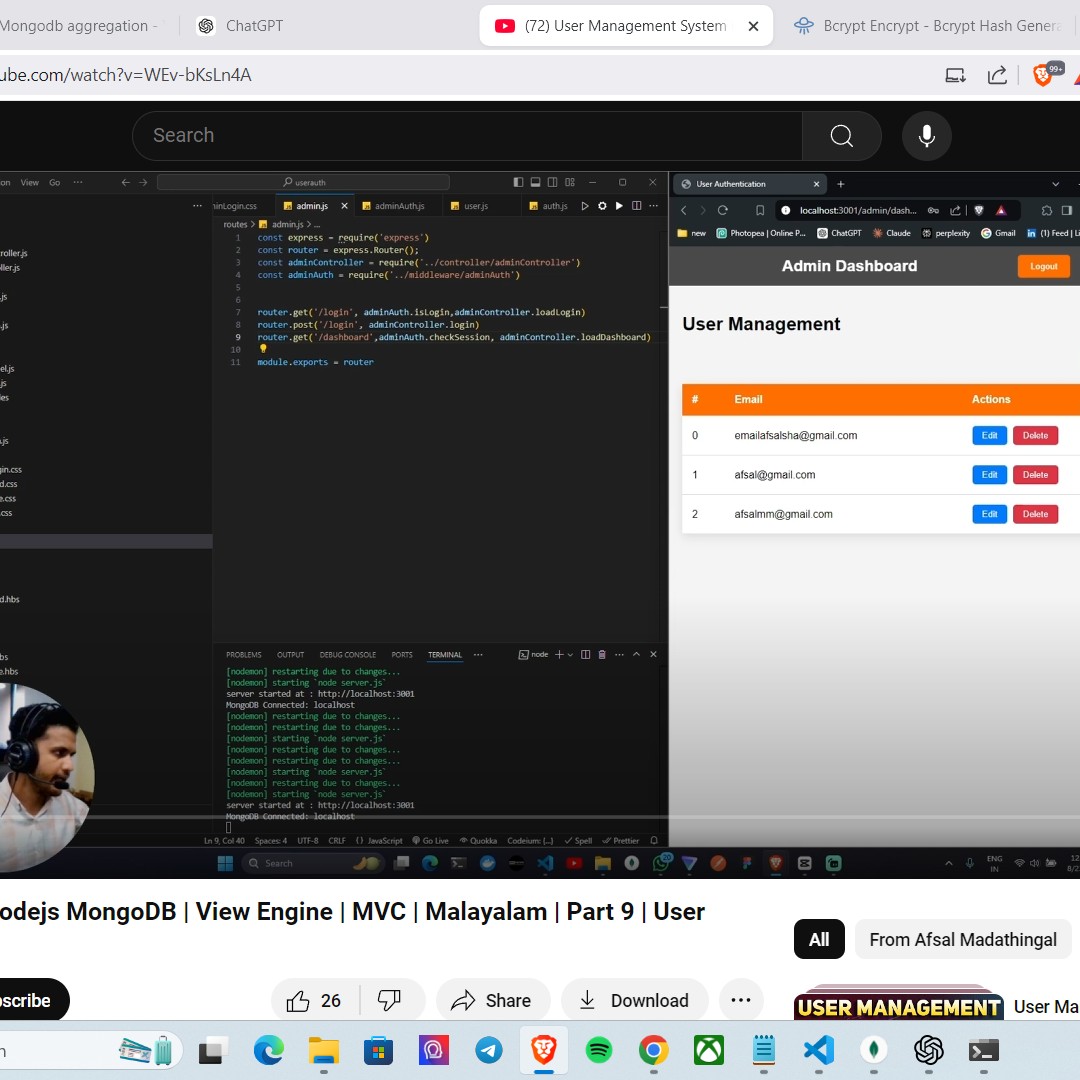 Mongodb aggregation -
ChatGPT
(72) User Management System
Bcrypt Encrypt - Bcrypt Hash Genera
ube.com/watch?v=WEv-bKsLn4A
99+
Search
on View Go ···
userauth
inLogin.css
admin.js
adminAuth.js
user.js
auth.js
routes > admin.js > ...
1 const express = require('express')
2 const router = express.Router();
3 const adminController = require('../controller/adminController')
4 const adminAuth = require('../middleware/adminAuth')
5
6
7 router.get('/login', adminAuth.isLogin,adminController.loadLogin)
8 router.post('/login', adminController.login)
9 router.get('/dashboard',adminAuth.checkSession, adminController.loadDashboard)
10
11 module.exports = router
roller.js
ller.js
.js
.js
el.js
.js
es
.js
gin.css
d.css
e.css
.css
d.hbs
bs
e.hbs
PROBLEMS OUTPUT DEBUG CONSOLE PORTS TERMINAL ··· node
[nodemon] restarting due to changes...
[nodemon] starting `node server.js`
server started at : http://localhost:3001
MongoDB Connected: localhost
[nodemon] restarting due to changes...
[nodemon] restarting due to changes...
[nodemon] starting `node server.js`
[nodemon] restarting due to changes...
[nodemon] restarting due to changes...
[nodemon] starting `node server.js`
[nodemon] restarting due to changes...
[nodemon] starting `node server.js`
server started at : http://localhost:3001
MongoDB Connected: localhost
Ln 9, Col 40 Spaces: 4 UTF-8 CRLF {} JavaScript Go Live Quokka Codeium: {...} Spell Prettier
User Authentication
localhost:3001/admin/dash...
new Photopea | Online P... ChatGPT Claude perplexity Gmail (1) Feed | Li
Admin Dashboard
Logout
User Management
# Email Actions
0 emailafsalsha@gmail.com Edit Delete
1 afsal@gmail.com Edit Delete
2 afsalmm@gmail.com Edit Delete
Search
20
ENG
IN
12
8/2
odejs MongoDB | View Engine | MVC | Malayalam | Part 9 | User
All
From Afsal Madathingal
bscribe
26
Share
Download
USER MANAGEMENT
User Ma
n